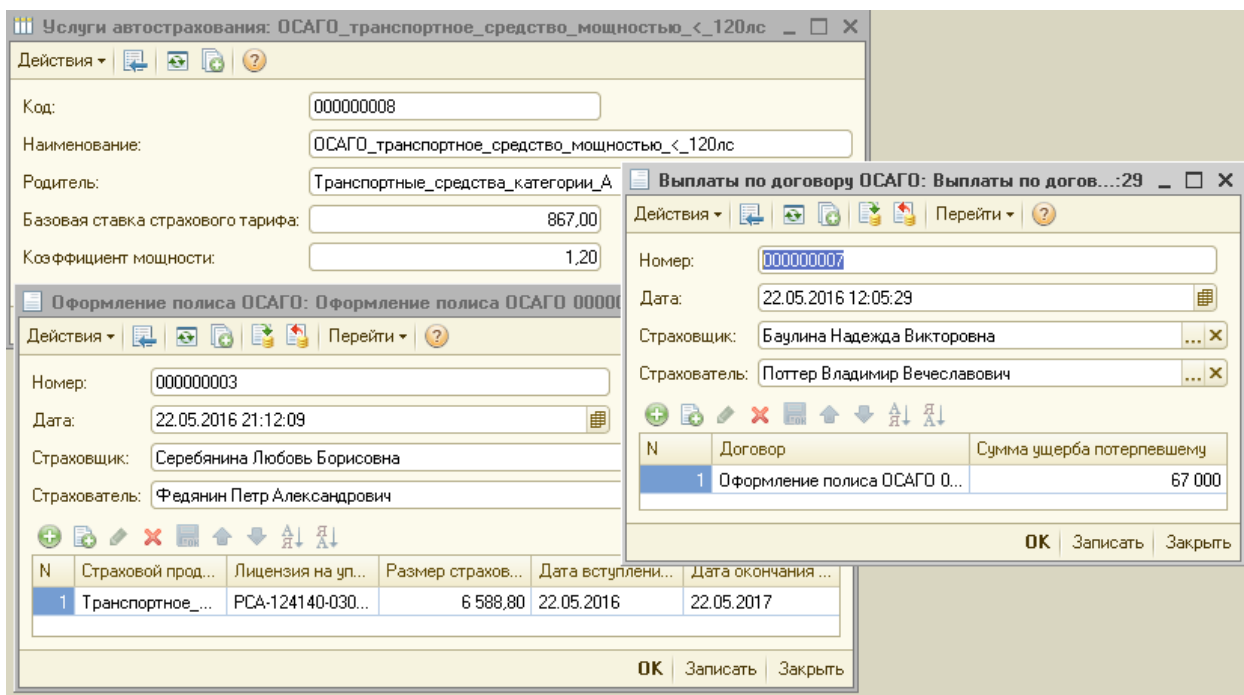 Услуги автострахования: ОСАГО_транспортное_средство_мощностью_<_120лс
Действия
Код: 000000008
Наименование: ОСАГО_транспортное_средство_мощностью_<_120лс
Родитель: Транспортные_средства_категории_А
Базовая ставка страхового тарифа: 867,00
Коэффициент мощности: 1,20
Выплаты по договору ОСАГО: Выплаты по догов...:29
Действия Перейти
Номер: 000000007
Дата: 22.05.2016 12:05:29
Страховщик: Баулина Надежда Викторовна
Страхователь: Поттер Владимир Вечеславович
N Договор Сумма ущерба потерпевшему
1 Оформление полиса ОСАГО 0... 67 000
OK Записать Закрыть
Оформление полиса ОСАГО: Оформление полиса ОСАГО 0000
Действия Перейти
Номер: 000000003
Дата: 22.05.2016 21:12:09
Страховщик: Серебянина Любовь Борисовна
Страхователь: Федянин Петр Александрович
N Страховой прод... Лицензия на уп... Размер страхов... Дата вступлени... Дата окончания ...
1 Транспортное_... РСА-124140-030... 6 588,80 22.05.2016 22.05.2017
OK Записать Закрыть